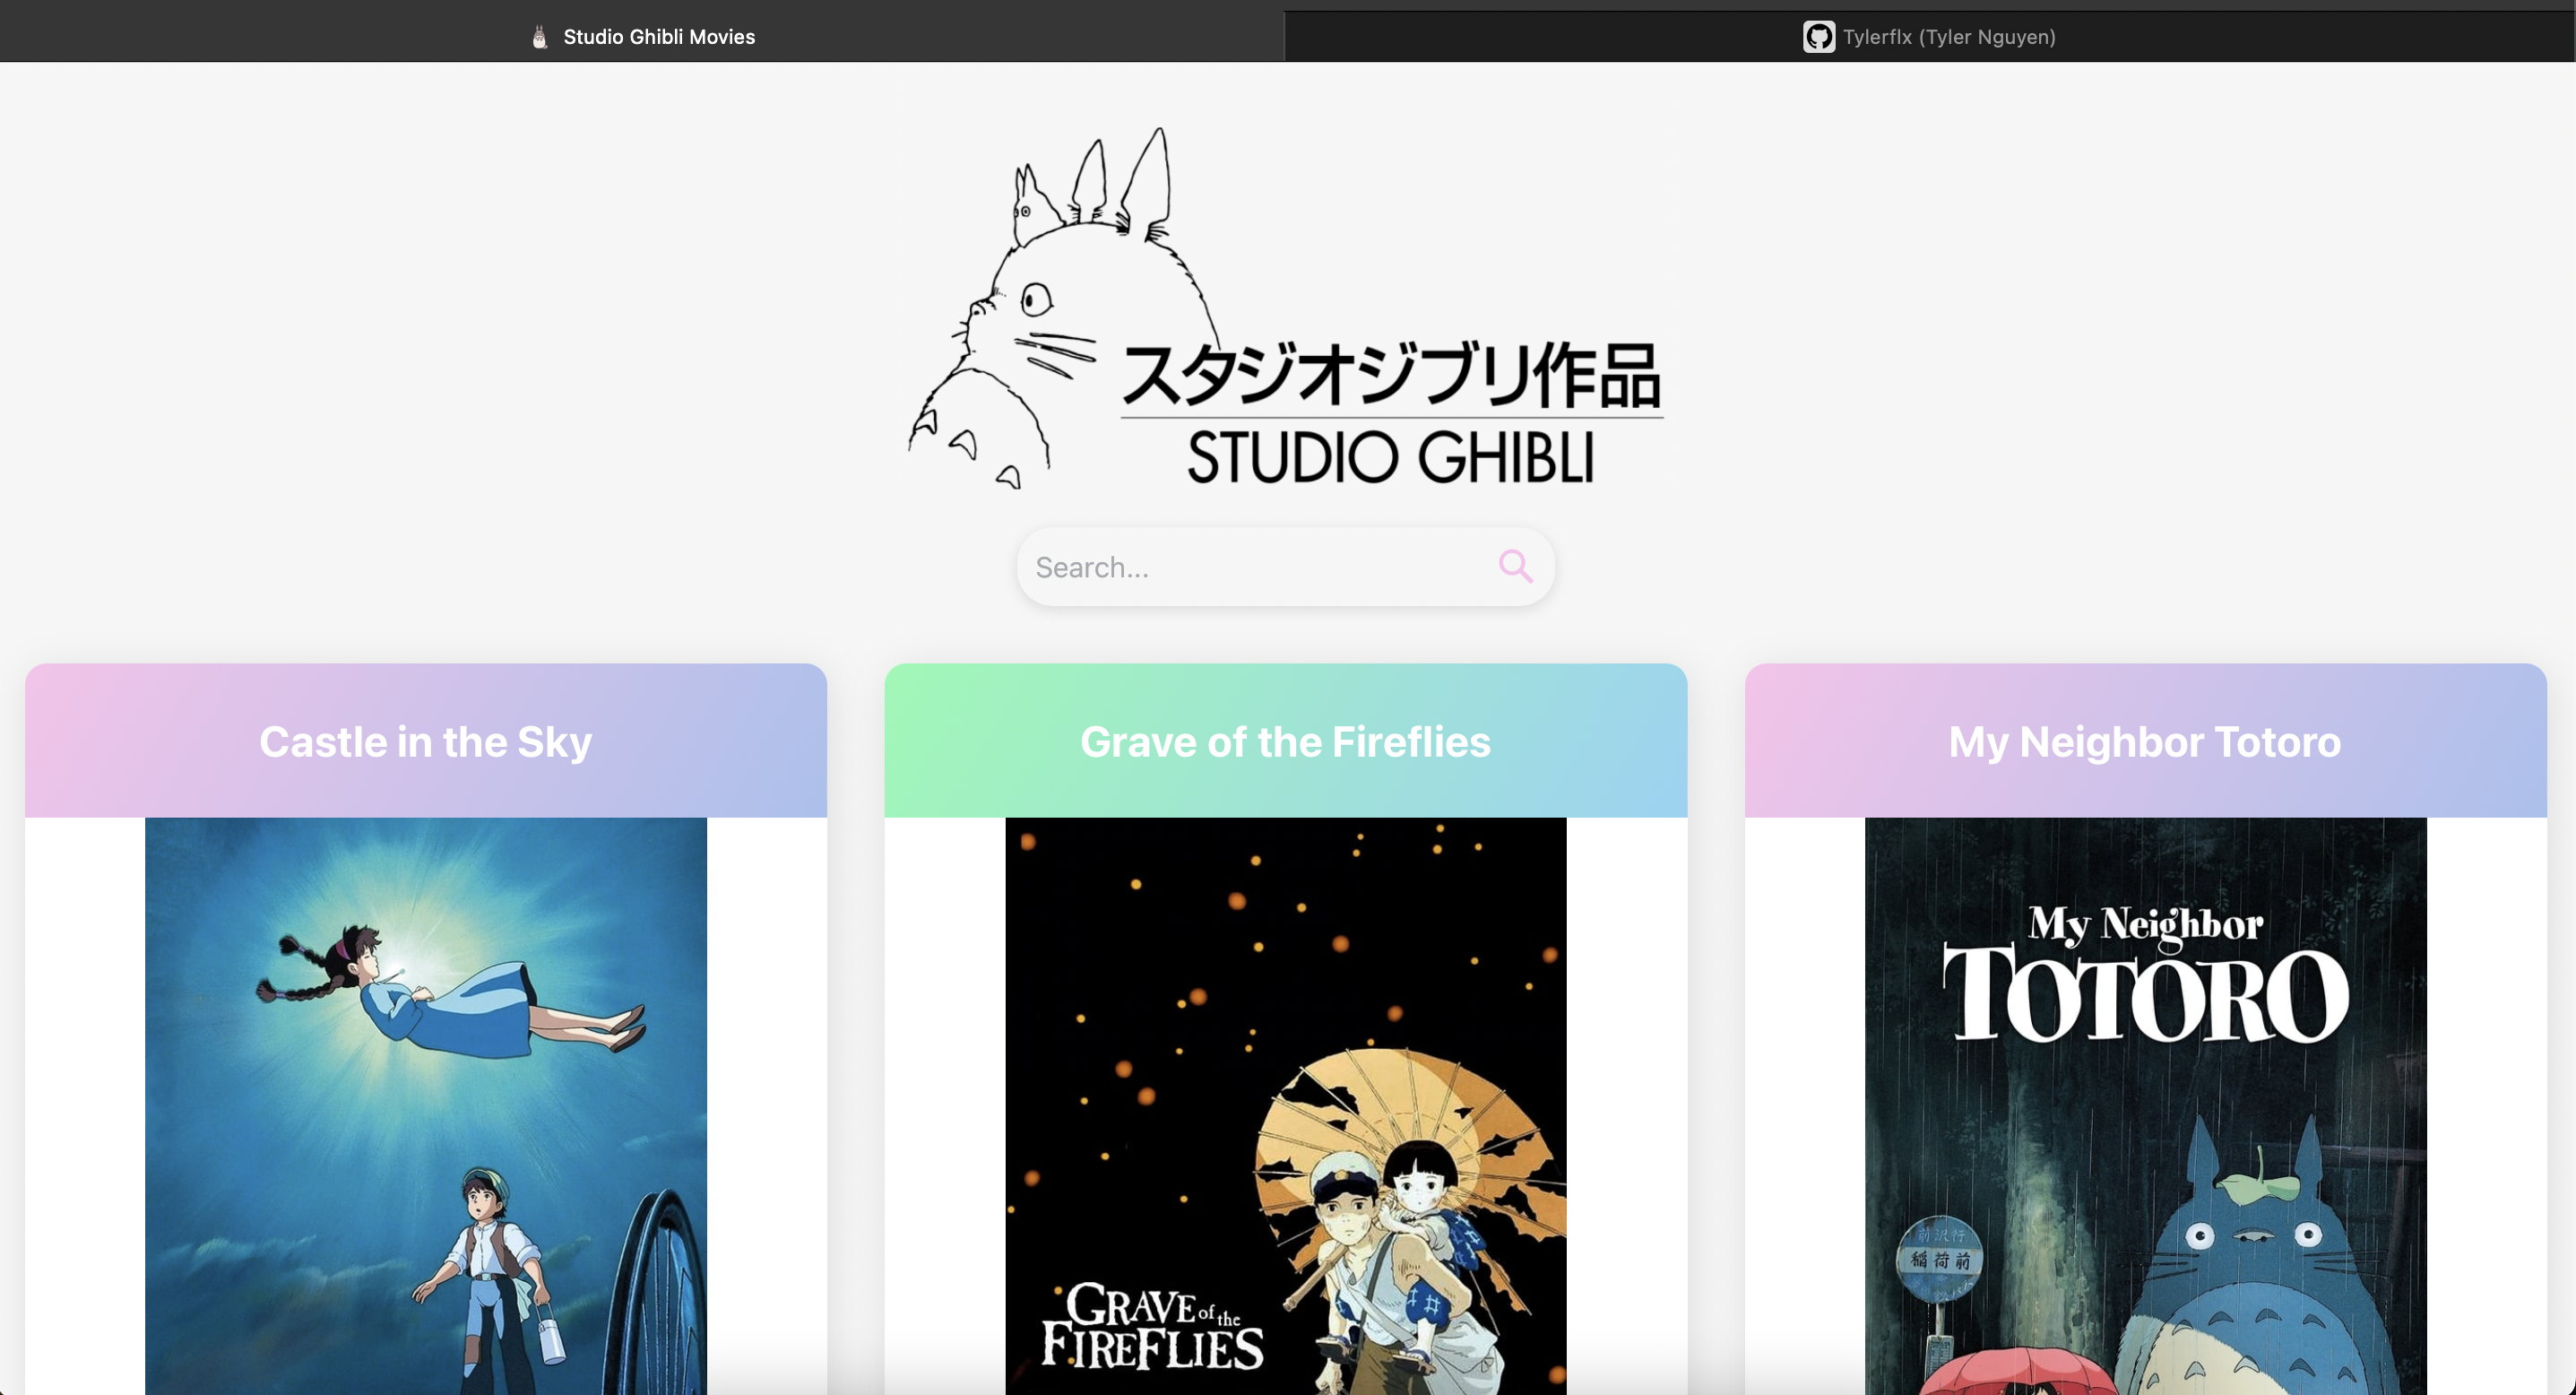 Studio Ghibli Movies
Tylerflx (Tyler Nguyen)
スタジオジブリ作品
STUDIO GHIBLI
Search...
Castle in the Sky
Grave of the Fireflies
My Neighbor Totoro
GRAVE of the
FIREFLIES
My Neighbor
TOTORO
前沢行
稲荷前